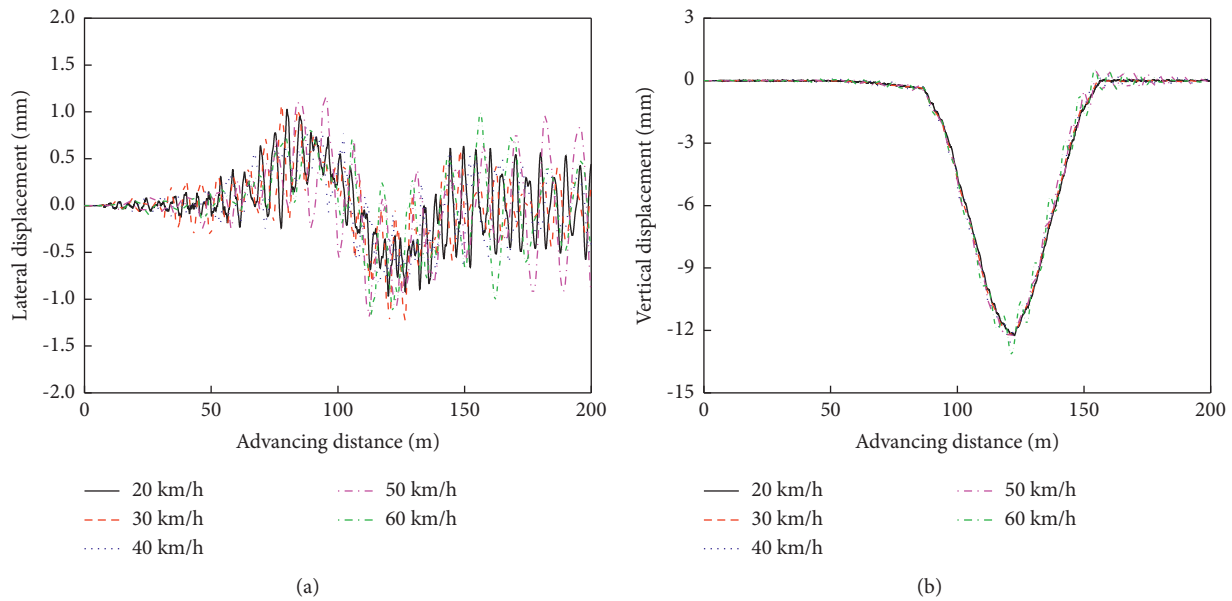 2.0
1.5
1.0
0.5
0.0
-0.5
-1.0
-1.5
-2.0
Lateral displacement (mm)
0
50
100
150
200
Advancing distance (m)
20 km/h
30 km/h
40 km/h
50 km/h
60 km/h
(a)
3
0
-3
-6
-9
-12
-15
Vertical displacement (mm)
0
50
100
150
200
Advancing distance (m)
20 km/h
30 km/h
40 km/h
50 km/h
60 km/h
(b)